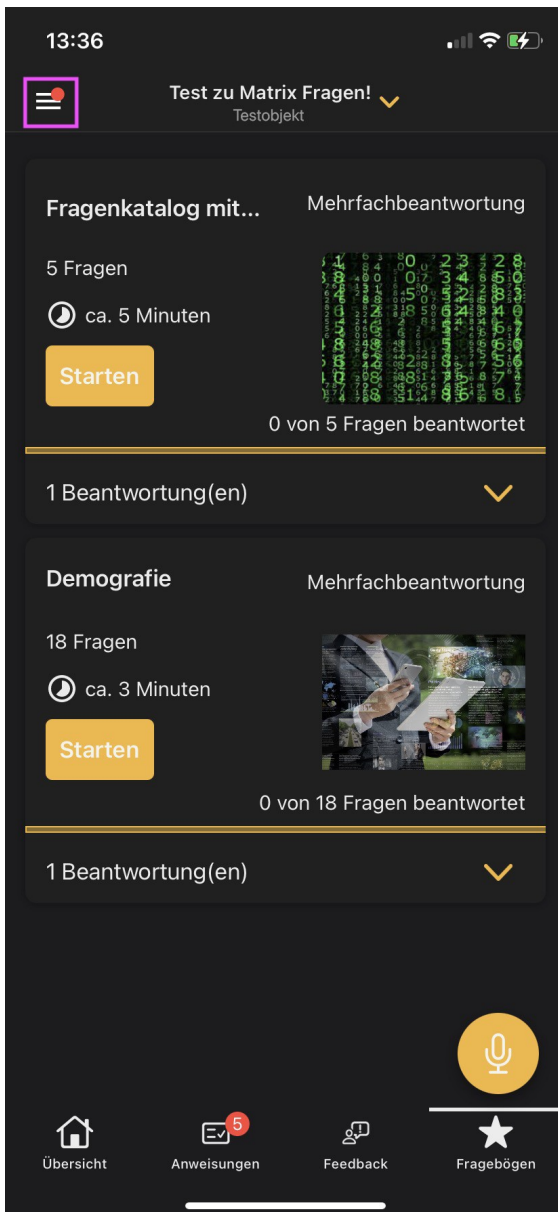 13:36
Test zu Matrix Fragen!
Testobjekt
Fragenkatalog mit...
Mehrfachbeantwortung
5 Fragen
ca. 5 Minuten
Starten
0 von 5 Fragen beantwortet
1 Beantwortung(en)
Demografie
Mehrfachbeantwortung
18 Fragen
ca. 3 Minuten
Starten
0 von 18 Fragen beantwortet
1 Beantwortung(en)
5
Übersicht
Anweisungen
Feedback
Fragebögen